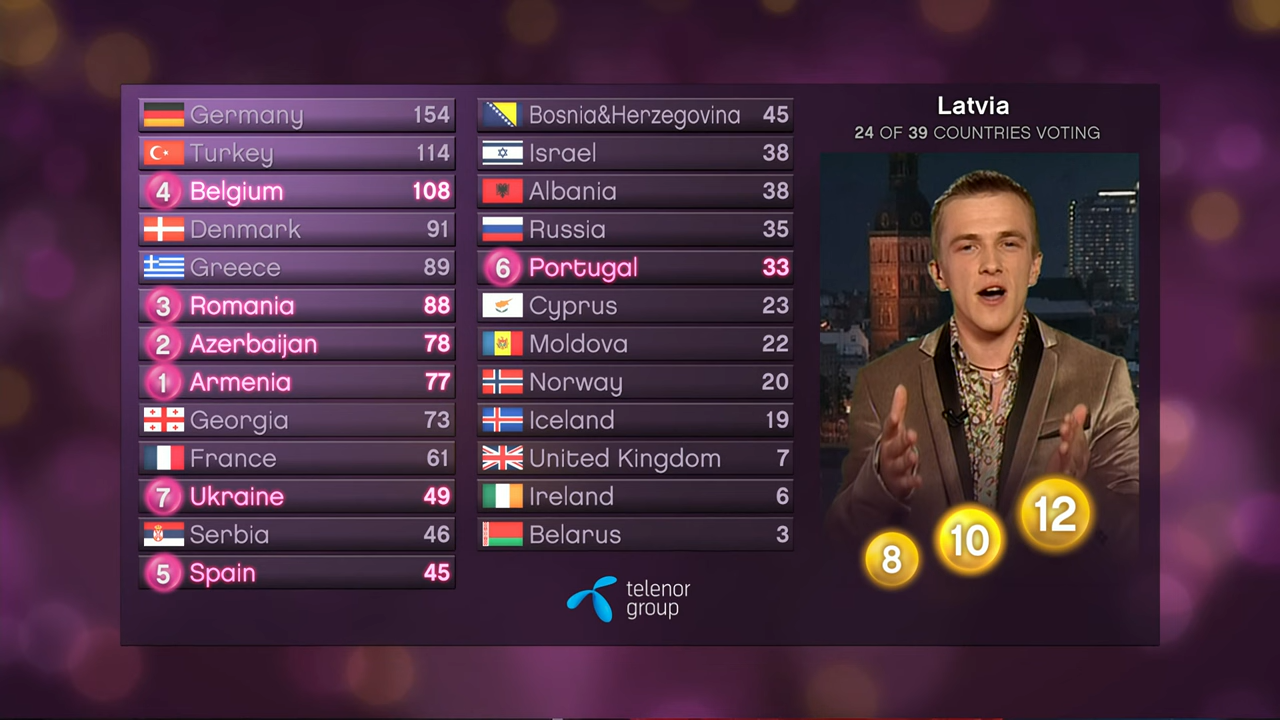 Germany 154
Turkey 114
4 Belgium 108
Denmark 91
Greece 89
3 Romania 88
2 Azerbaijan 78
1 Armenia 77
Georgia 73
France 61
7 Ukraine 49
Serbia 46
5 Spain 45
Bosnia&Herzegovina 45
Israel 38
Albania 38
Russia 35
6 Portugal 33
Cyprus 23
Moldova 22
Norway 20
Iceland 19
United Kingdom 7
Ireland 6
Belarus 3
telenor
group
Latvia
24 OF 39 COUNTRIES VOTING
8 10 12